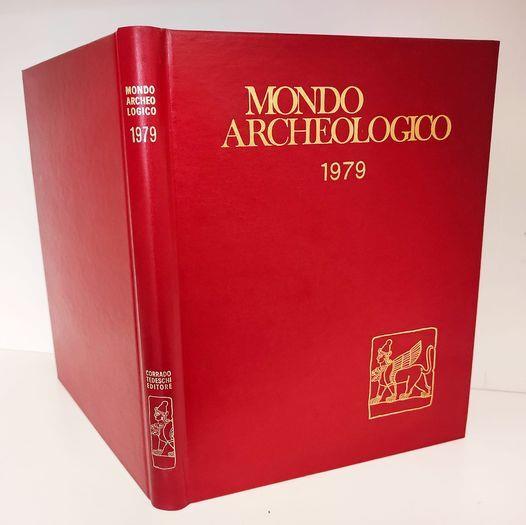 MONDO
ARCHEO
LOGICO
1979
CORRADO
TEDESCHI
EDITORE
MONDO
ARCHEOLOGICO
1979